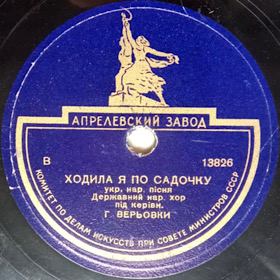 АПРЕЛЕВСКИЙ ЗАВОД
В 13826
ХОДИЛА Я ПО САДОЧКУ
укр. нар. пісня
Державний нар. хор
під керівн.
Г. ВЕРЬОВКИ
КОМИТЕТ ПО ДЕЛАМ ИСКУССТВ ПРИ СОВЕТЕ МИНИСТРОВ СССР